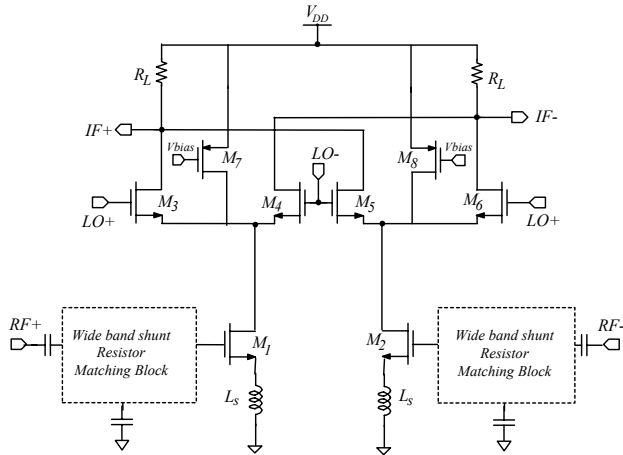 V_DD
R_L
R_L
IF+
IF-
Vbias
M_7
LO-
M_8
Vbias
LO+
M_3
M_4
M_5
M_6
LO+
RF+
Wide band shunt
Resistor
Matching Block
M_1
M_2
Wide band shunt
Resistor
Matching Block
RF-
L_s
L_s